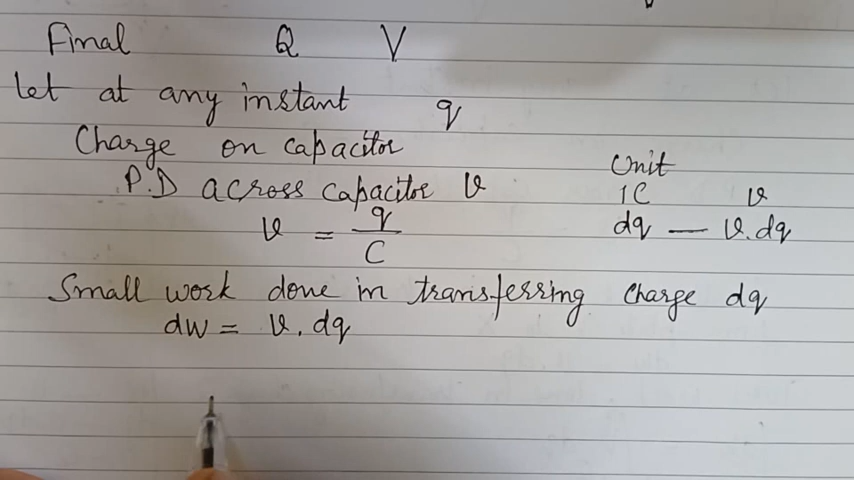 Final Q V
Let at any instant q
Charge on capacitor
Unit
P.D across capacitor v
1C v
v = q/C
dq — v.dq
Small work done in transferring charge dq
dW = v.dq